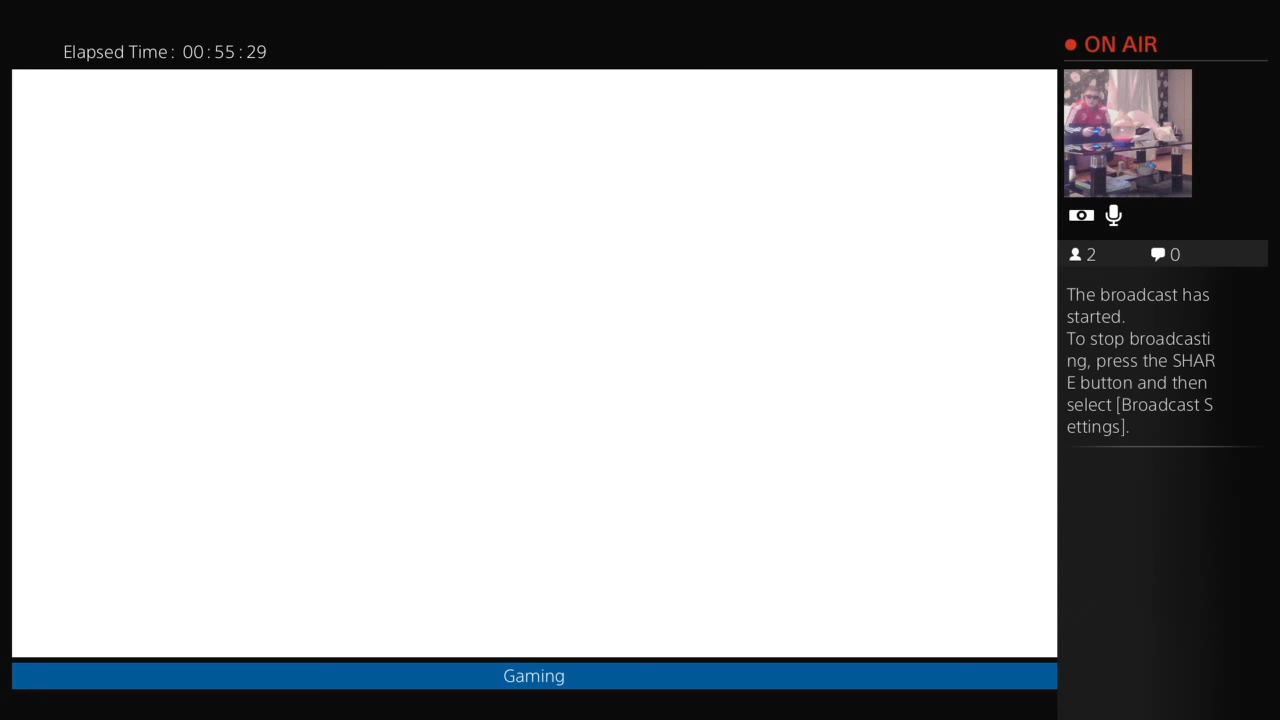 Elapsed Time: 00:55:29
ON AIR
2 0
The broadcast has
started.
To stop broadcasti
ng, press the SHAR
E button and then
select [Broadcast S
ettings].
Gaming